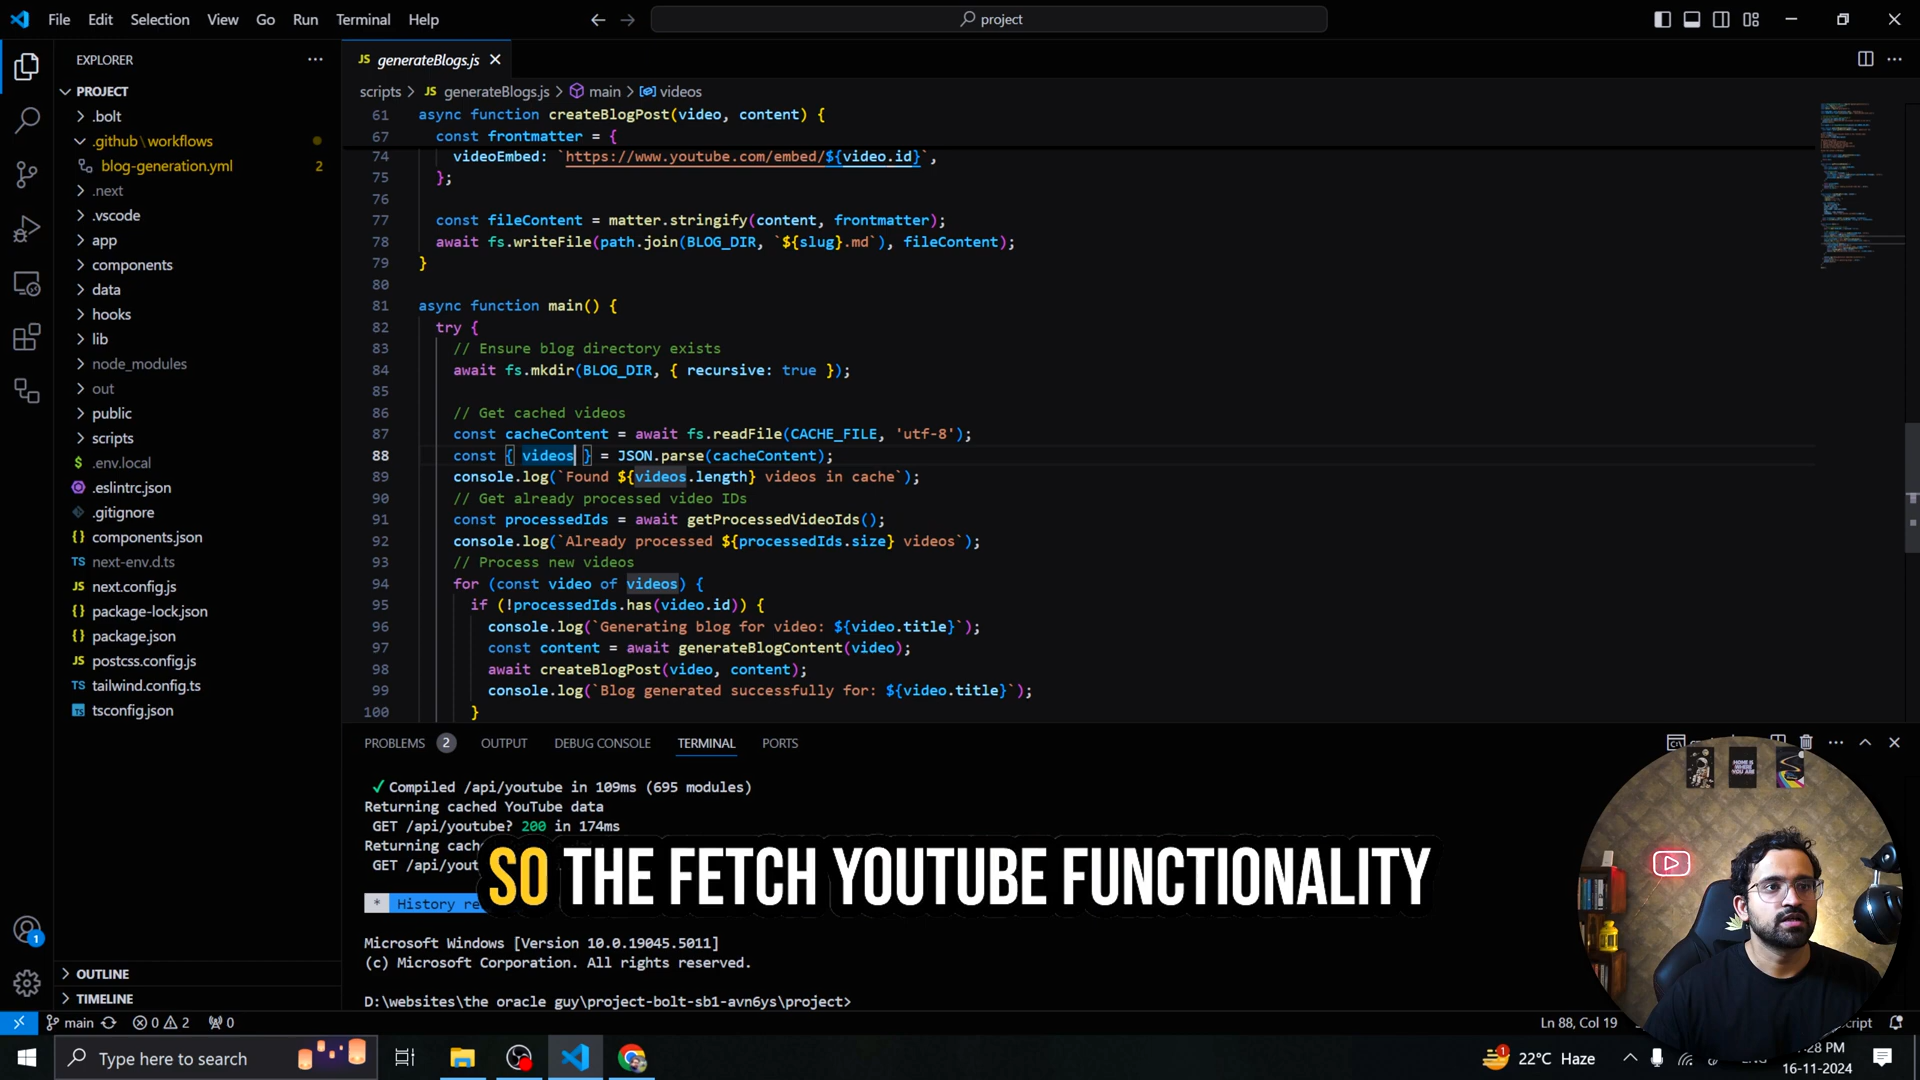 File Edit Selection View Go Run Terminal Help
project
EXPLORER
PROJECT
.bolt
.github\workflows
blog-generation.yml 2
.next
.vscode
app
components
data
hooks
lib
node_modules
out
public
scripts
.env.local
.eslintrc.json
.gitignore
components.json
next-env.d.ts
next.config.js
package-lock.json
package.json
postcss.config.js
tailwind.config.ts
tsconfig.json
OUTLINE
TIMELINE
JS generateBlogs.js
scripts > JS generateBlogs.js > main > videos
61 async function createBlogPost(video, content) {
67 const frontmatter = {
74 videoEmbed: `https://www.youtube.com/embed/${video.id}`,
75 };
76
77 const fileContent = matter.stringify(content, frontmatter);
78 await fs.writeFile(path.join(BLOG_DIR, `${slug}.md`), fileContent);
79 }
80
81 async function main() {
82 try {
83 // Ensure blog directory exists
84 await fs.mkdir(BLOG_DIR, { recursive: true });
85
86 // Get cached videos
87 const cacheContent = await fs.readFile(CACHE_FILE, 'utf-8');
88 const { videos } = JSON.parse(cacheContent);
89 console.log(`Found ${videos.length} videos in cache`);
90 // Get already processed video IDs
91 const processedIds = await getProcessedVideoIds();
92 console.log(`Already processed ${processedIds.size} videos`);
93 // Process new videos
94 for (const video of videos) {
95 if (!processedIds.has(video.id)) {
96 console.log(`Generating blog for video: ${video.title}`);
97 const content = await generateBlogContent(video);
98 await createBlogPost(video, content);
99 console.log(`Blog generated successfully for: ${video.title}`);
100 }
PROBLEMS 2 OUTPUT DEBUG CONSOLE TERMINAL PORTS
✓ Compiled /api/youtube in 109ms (695 modules)
Returning cached YouTube data
GET /api/youtube? 200 in 174ms
Returning
GET
* History
SO THE FETCH YOUTUBE FUNCTIONALITY
Microsoft Windows [Version 10.0.19045.5011]
(c) Microsoft Corporation. All rights reserved.
D:\websites\the oracle guy\project-bolt-sb1-avn6ys\project>
main 0 2 0
Ln 88, Col 19
Type here to search
22°C Haze
16-11-2024